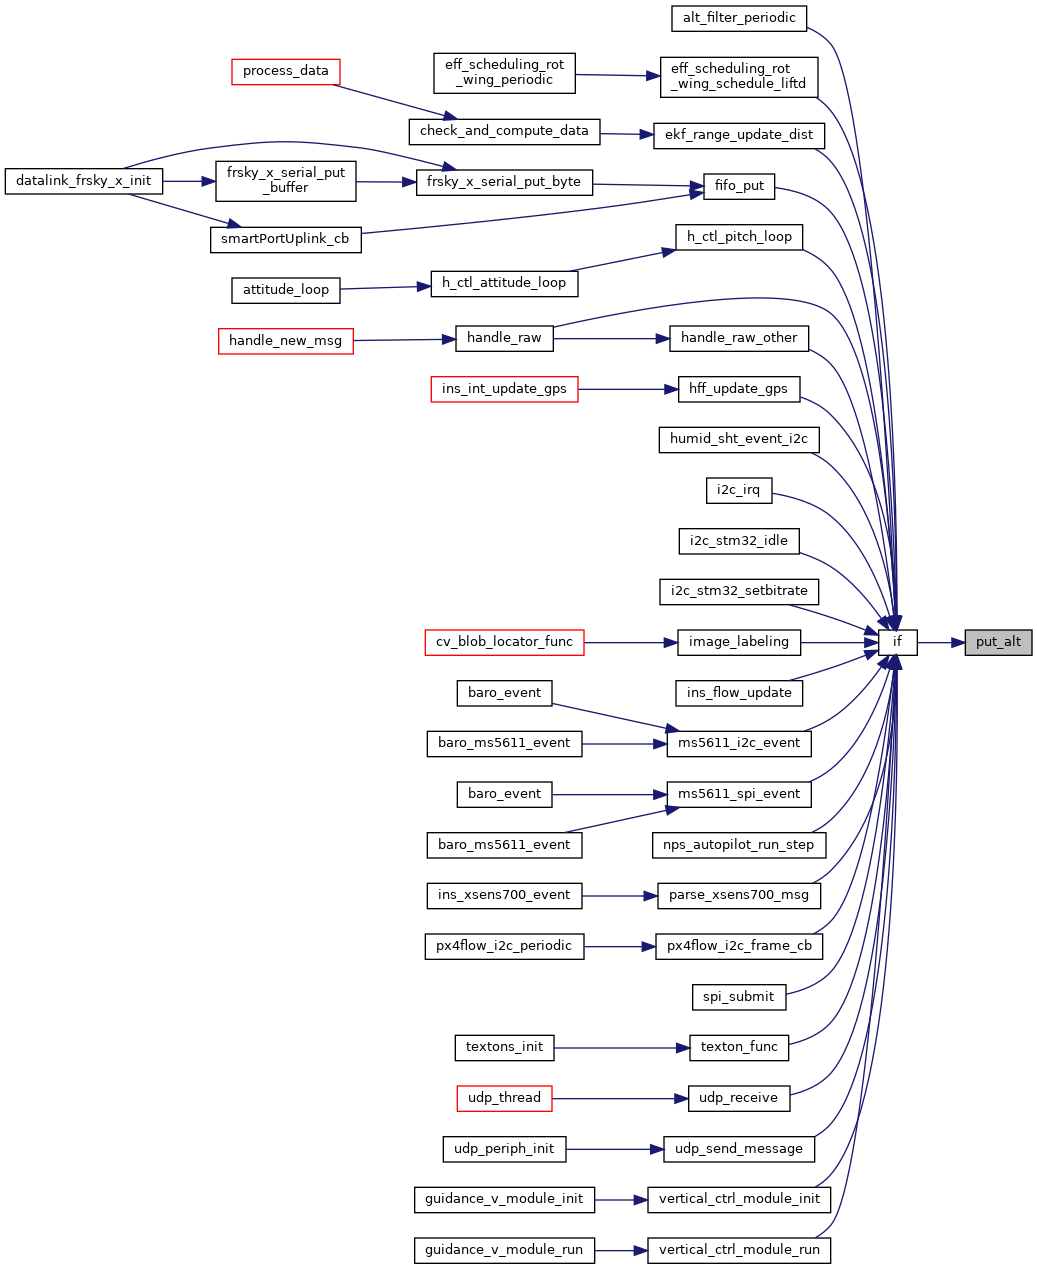 alt_filter_periodic
eff_scheduling_rot
_wing_periodic
eff_scheduling_rot
_wing_schedule_liftd
process_data
check_and_compute_data
ekf_range_update_dist
datalink_frsky_x_init
frsky_x_serial_put
_buffer
frsky_x_serial_put_byte
fifo_put
smartPortUplink_cb
h_ctl_pitch_loop
attitude_loop
h_ctl_attitude_loop
handle_new_msg
handle_raw
handle_raw_other
ins_int_update_gps
hff_update_gps
humid_sht_event_i2c
i2c_irq
i2c_stm32_idle
i2c_stm32_setbitrate
cv_blob_locator_func
image_labeling
if
put_alt
ins_flow_update
baro_event
baro_ms5611_event
ms5611_i2c_event
baro_event
ms5611_spi_event
baro_ms5611_event
nps_autopilot_run_step
ins_xsens700_event
parse_xsens700_msg
px4flow_i2c_periodic
px4flow_i2c_frame_cb
spi_submit
textons_init
texton_func
udp_thread
udp_receive
udp_periph_init
udp_send_message
guidance_v_module_init
vertical_ctrl_module_init
guidance_v_module_run
vertical_ctrl_module_run